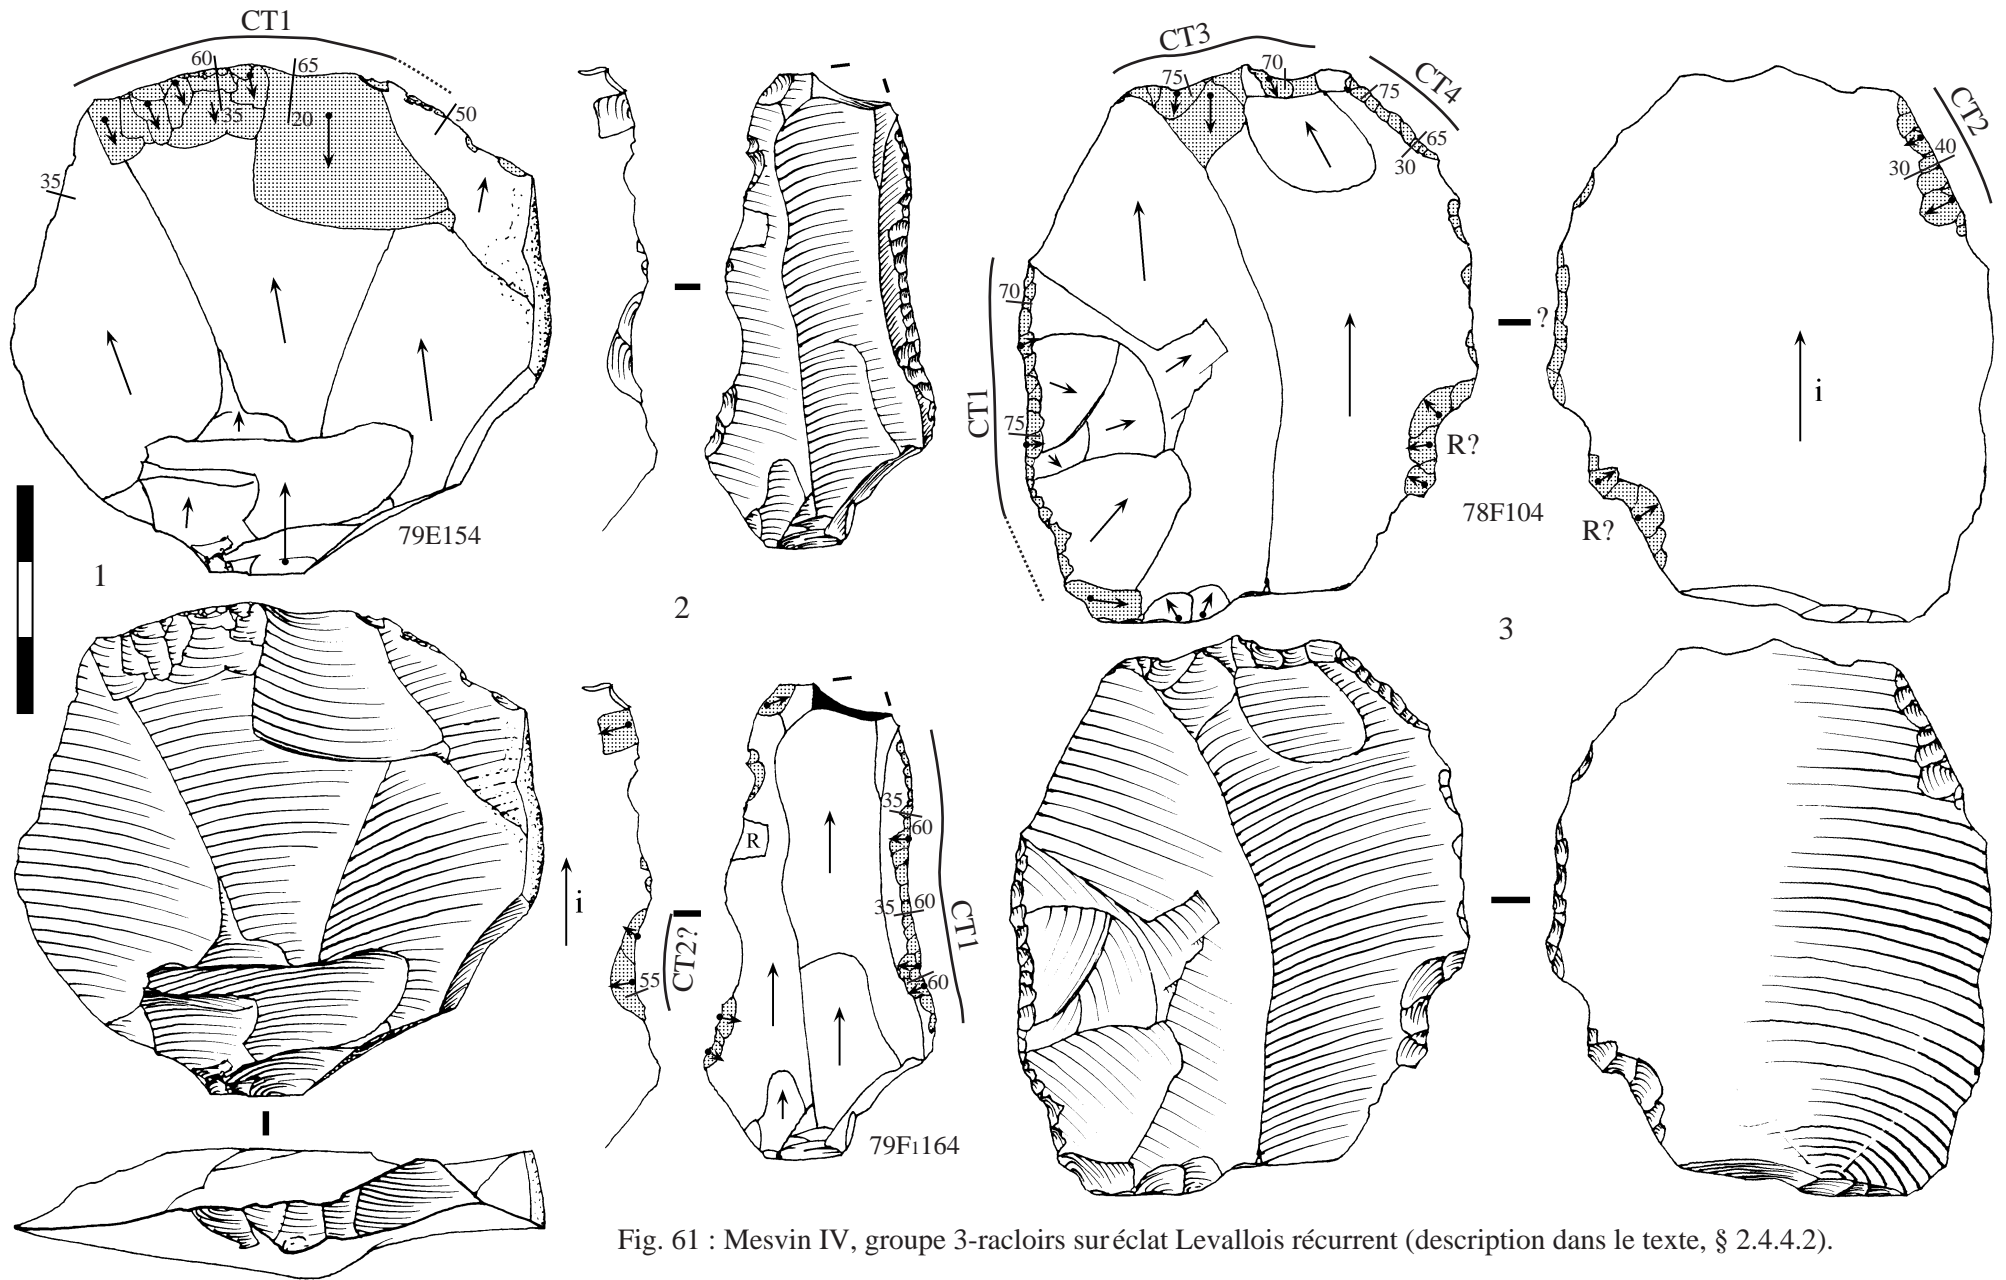 CT1
60
65
35
20
50
35
79E154
1
i
2
35
60
35
60
60
CT1
R
55
CT2?
79F1164
CT3
75
70
75
CT4
65
30
70
75
CT1
R?
78F104
3
CT2
40
30
?
i
R?
Fig. 61 : Mesvin IV, groupe 3-racloirs sur éclat Levallois récurrent (description dans le texte, § 2.4.4.2).